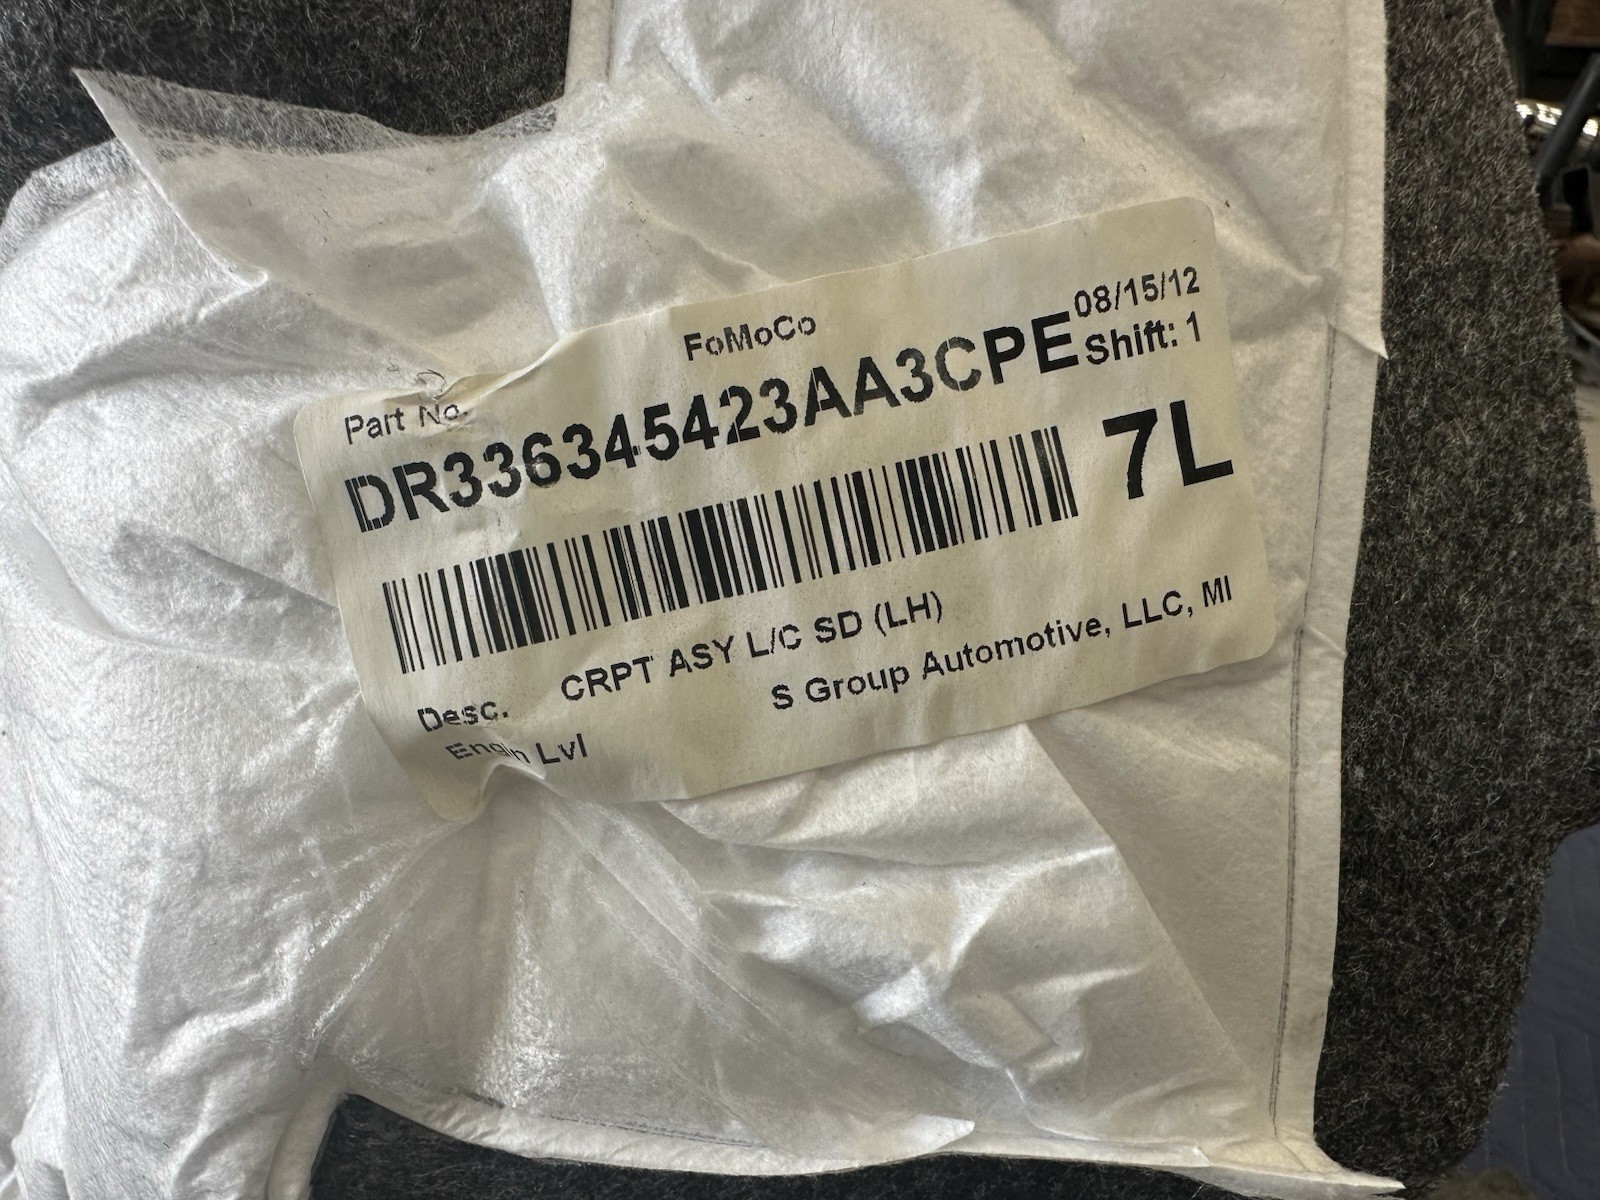 FoMoCo
08/15/12
Part No.
DR336345423AA3CPE
Shift: 1
7L
Desc.
CRPT ASY L/C SD (LH)
Engin Lvl
S Group Automotive, LLC, MI